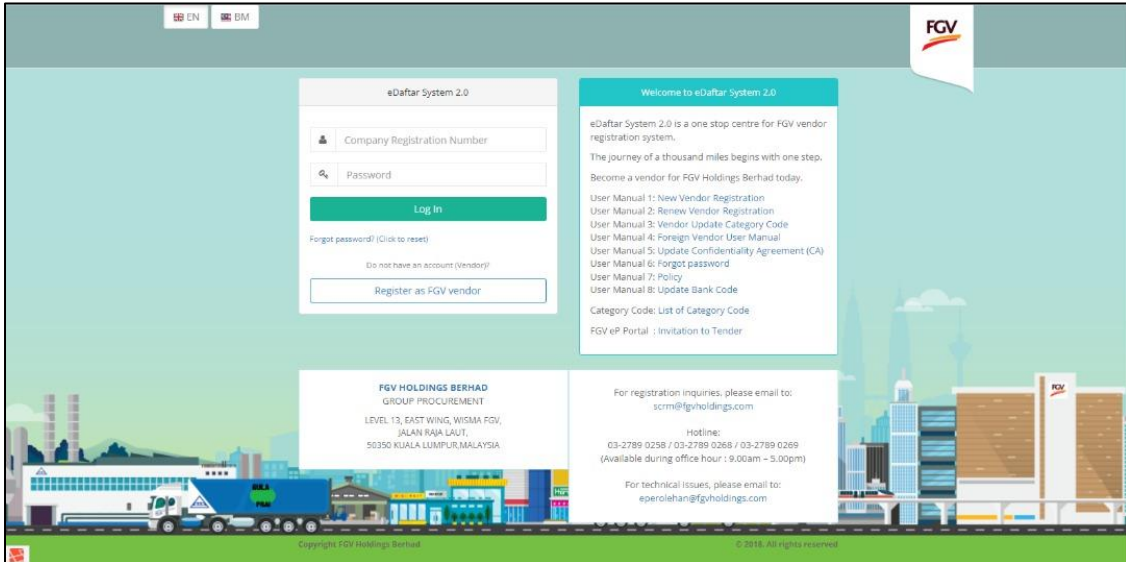 EN
BM
FGV
eDaftar System 2.0
Company Registration Number
Password
Log In
Forgot password? (Click to reset)
Do not have an account (Vendor)?
Register as FGV vendor
Welcome to eDaftar System 2.0
eDaftar System 2.0 is a one stop centre for FGV vendor
registration system.
The journey of a thousand miles begins with one step.
Become a vendor for FGV Holdings Berhad today.
User Manual 1: New Vendor Registration
User Manual 2: Renew Vendor Registration
User Manual 3: Vendor Update Category Code
User Manual 4: Foreign Vendor User Manual
User Manual 5: Update Confidentiality Agreement (CA)
User Manual 6: Forgot password
User Manual 7: Policy
User Manual 8: Update Bank Code
Category Code: List of Category Code
FGV eP Portal : Invitation to Tender
FGV HOLDINGS BERHAD
GROUP PROCUREMENT
LEVEL 13, EAST WING, WISMA FGV,
JALAN RAJA LAUT,
50350 KUALA LUMPUR,MALAYSIA
For registration inquiries, please email to:
scrm@fgvholdings.com
Hotline:
03-2789 0258 / 03-2789 0268 / 03-2789 0269
(Available during office hour : 9.00am – 5.00pm)
For technical issues, please email to:
eperolehan@fgvholdings.com
FGV
GULA
PRAI
Copyright FGV Holdings Berhad
© 2018. All rights reserved